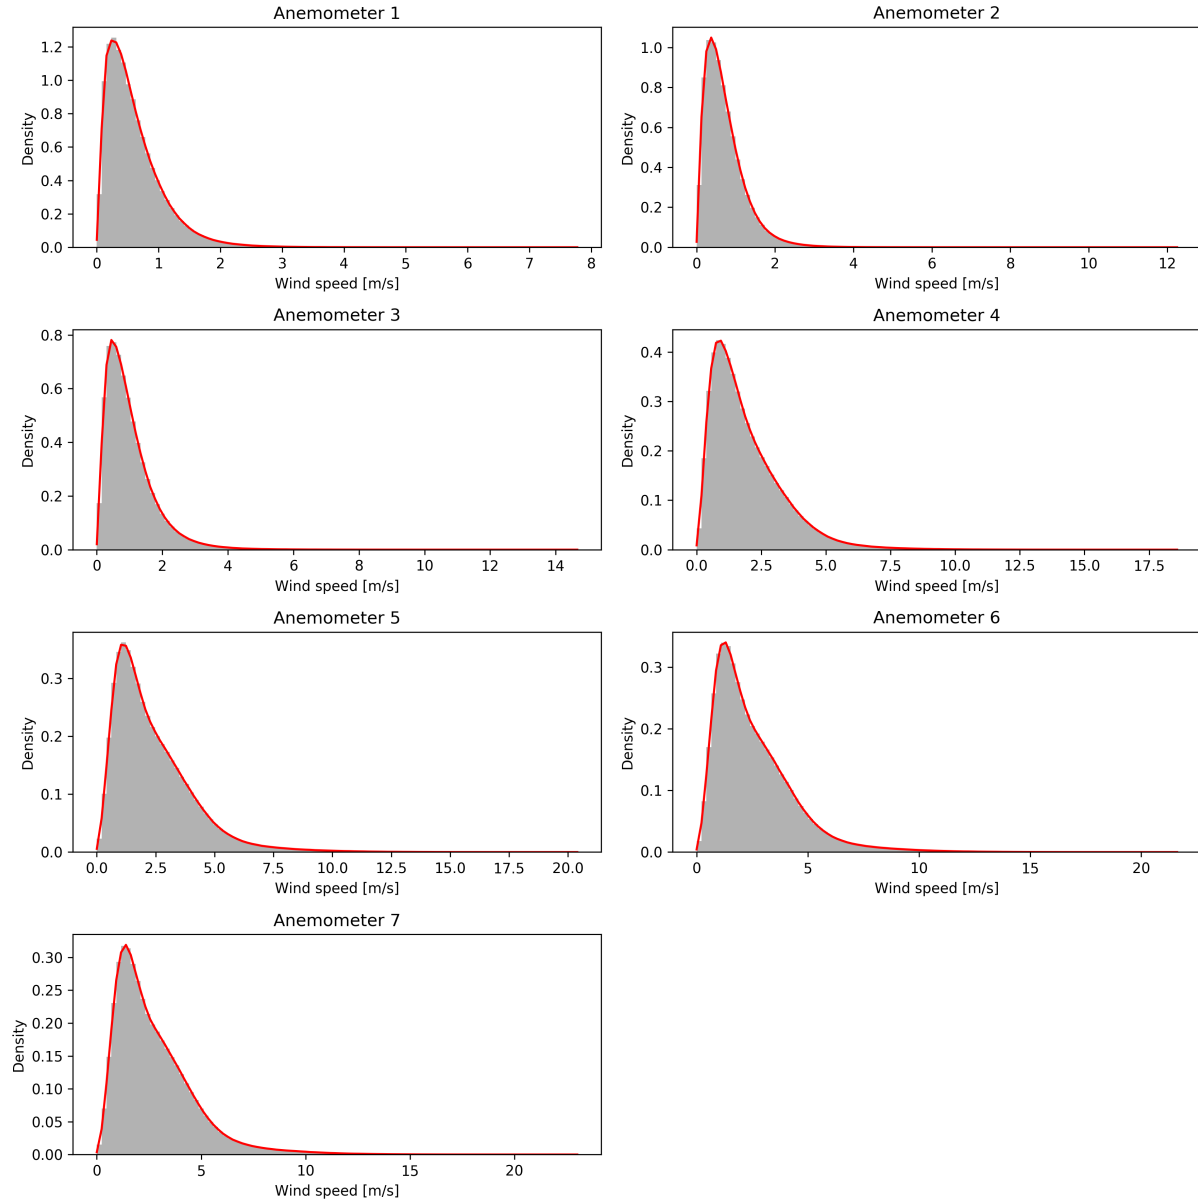 Anemometer 1
Density
1.2
1.0
0.8
0.6
0.4
0.2
0.0
0 1 2 3 4 5 6 7 8
Wind speed [m/s]
Anemometer 2
Density
1.0
0.8
0.6
0.4
0.2
0.0
0 2 4 6 8 10 12
Wind speed [m/s]
Anemometer 3
Density
0.8
0.6
0.4
0.2
0.0
0 2 4 6 8 10 12 14
Wind speed [m/s]
Anemometer 4
Density
0.4
0.3
0.2
0.1
0.0
0.0 2.5 5.0 7.5 10.0 12.5 15.0 17.5
Wind speed [m/s]
Anemometer 5
Density
0.3
0.2
0.1
0.0
0.0 2.5 5.0 7.5 10.0 12.5 15.0 17.5 20.0
Wind speed [m/s]
Anemometer 6
Density
0.3
0.2
0.1
0.0
0 5 10 15 20
Wind speed [m/s]
Anemometer 7
Density
0.30
0.25
0.20
0.15
0.10
0.05
0.00
0 5 10 15 20
Wind speed [m/s]